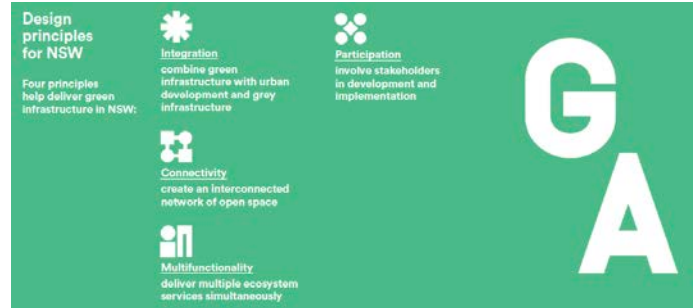 Design
principles
for NSW
Four principles
help deliver green
infrastructure in NSW:
Integration
combine green
infrastructure with urban
development and grey
infrastructure
Connectivity
create an interconnected
network of open space
Multifunctionality
deliver multiple ecosystem
services simultaneously
Participation
involve stakeholders
in development and
implementation
G
A